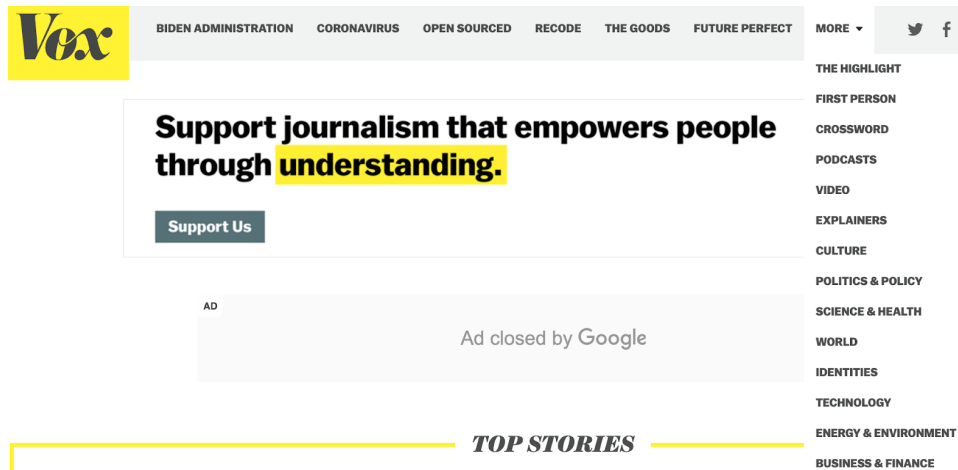 Vox
BIDEN ADMINISTRATION
CORONAVIRUS
OPEN SOURCED
RECODE
THE GOODS
FUTURE PERFECT
MORE
THE HIGHLIGHT
FIRST PERSON
CROSSWORD
PODCASTS
VIDEO
EXPLAINERS
CULTURE
POLITICS & POLICY
SCIENCE & HEALTH
WORLD
IDENTITIES
TECHNOLOGY
ENERGY & ENVIRONMENT
BUSINESS & FINANCE
Support journalism that empowers people
through understanding.
Support Us
AD
Ad closed by Google
TOP STORIES